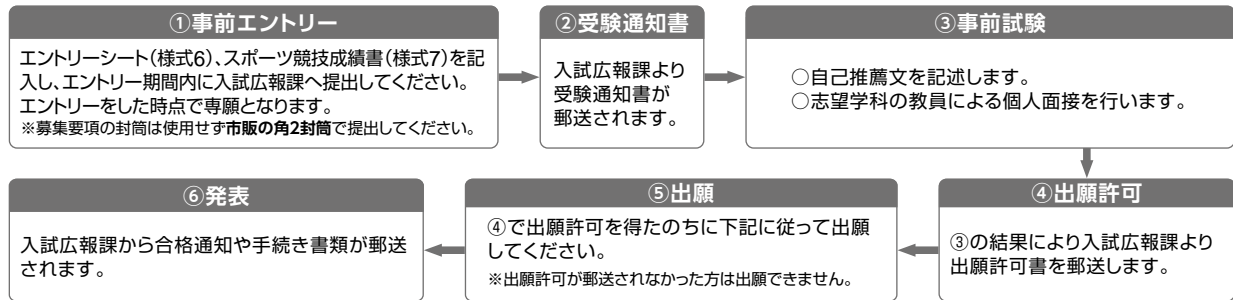 ①事前エントリー
エントリーシート(様式6)、スポーツ競技成績書(様式7)を記
入し、エントリー期間内に入試広報課へ提出してください。
エントリーをした時点で専願となります。
※募集要項の封筒は使用せず市販の角2封筒で提出してください。
②受験通知書
入試広報課より
受験通知書が
郵送されます。
③事前試験
○自己推薦文を記述します。
○志望学科の教員による個人面接を行います。
④出願許可
③の結果により入試広報課より
出願許可書を郵送します。
⑤出願
④で出願許可を得たのちに下記に従って出願
してください。
※出願許可が郵送されなかった方は出願できません。
⑥発表
入試広報課から合格通知や手続き書類が郵送
されます。